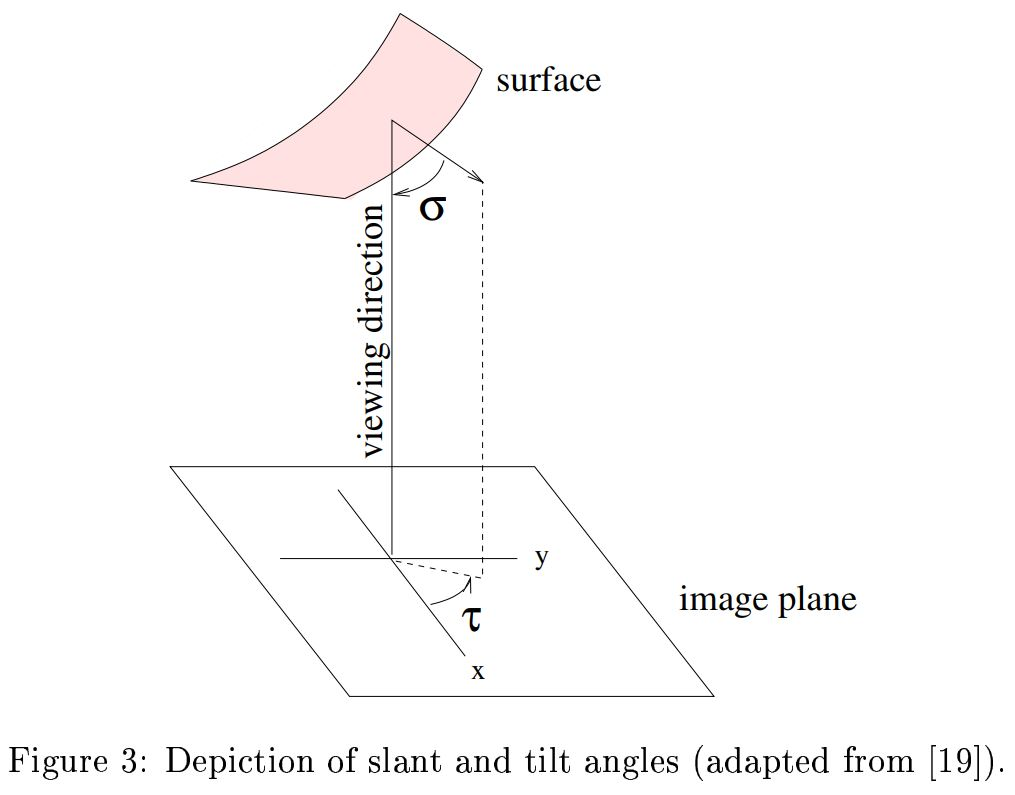 surface
σ
viewing direction
y
image plane
τ
x
Figure 3: Depiction of slant and tilt angles (adapted from [19]).